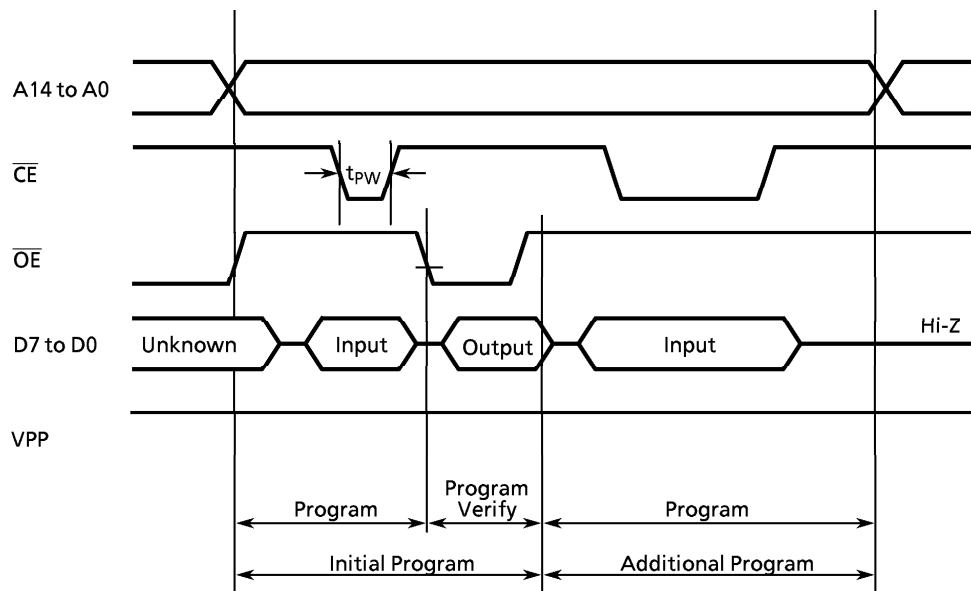 A14 to A0
CE
tPW
OE
D7 to D0
Unknown
Input
Output
Input
Hi-Z
VPP
Program
Program
Verify
Program
Initial Program
Additional Program